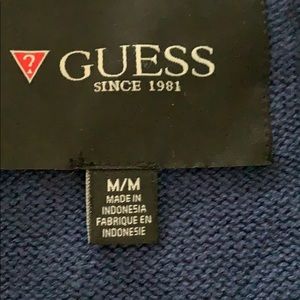 ?
GUESS
SINCE 1981
M/M
MADE IN
INDONESIA
FABRIQUE EN
INDONESIE